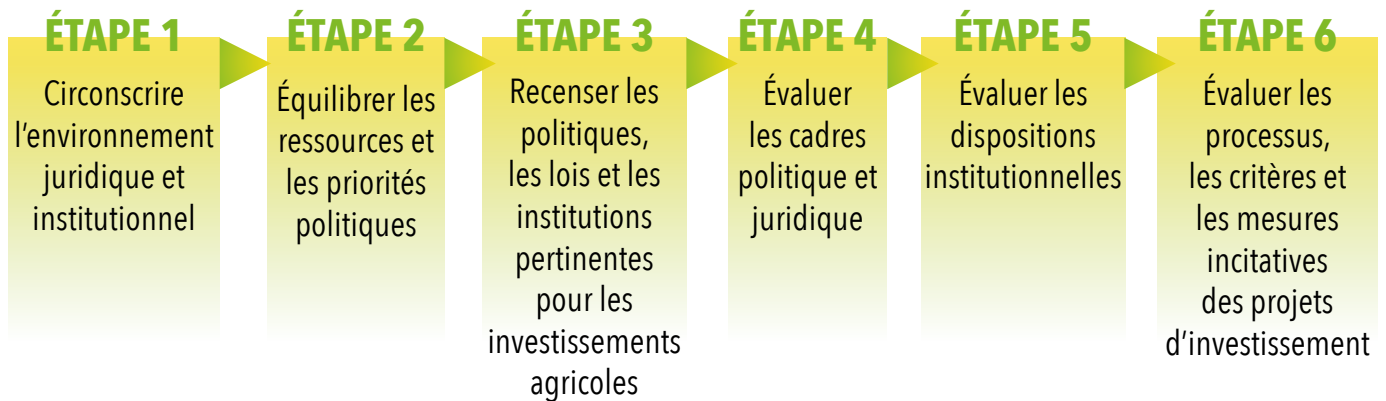 ÉTAPE 1
Circonscrire
l’environnement
juridique et
institutionnel
ÉTAPE 2
Équilibrer les
ressources et
les priorités
politiques
ÉTAPE 3
Recenser les
politiques,
les lois et les
institutions
pertinentes
pour les
investissements
agricoles
ÉTAPE 4
Évaluer
les cadres
politique et
juridique
ÉTAPE 5
Évaluer les
dispositions
institutionnelles
ÉTAPE 6
Évaluer les
processus,
les critères et
les mesures
incitatives
des projets
d’investissement